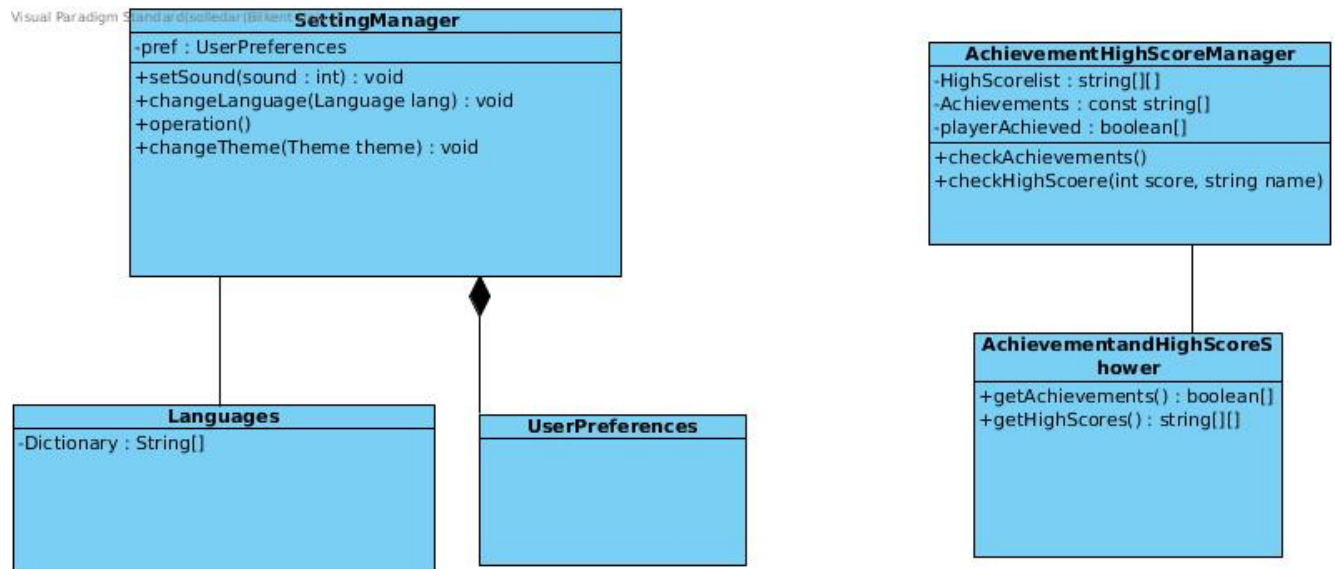 Visual Paradigm Standard(solledar(Bilkent
SettingManager
-pref : UserPreferences
+setSound(sound : int) : void
+changeLanguage(Language lang) : void
+operation()
+changeTheme(Theme theme) : void
AchievementHighScoreManager
-HighScorelist : string[][]
-Achievements : const string[]
-playerAchieved : boolean[]
+checkAchievements()
+checkHighScoere(int score, string name)
Languages
-Dictionary : String[]
UserPreferences
AchievementandHighScoreS
hower
+getAchievements() : boolean[]
+getHighScores() : string[][]